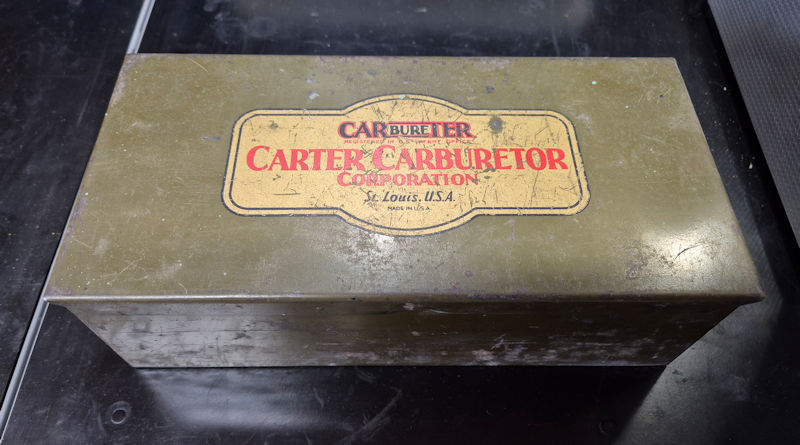 CARBURETER
REGISTERED IN U.S. PATENT OFFICE
CARTER CARBURETOR
CORPORATION
St. Louis, U.S.A.
MADE IN U.S.A.